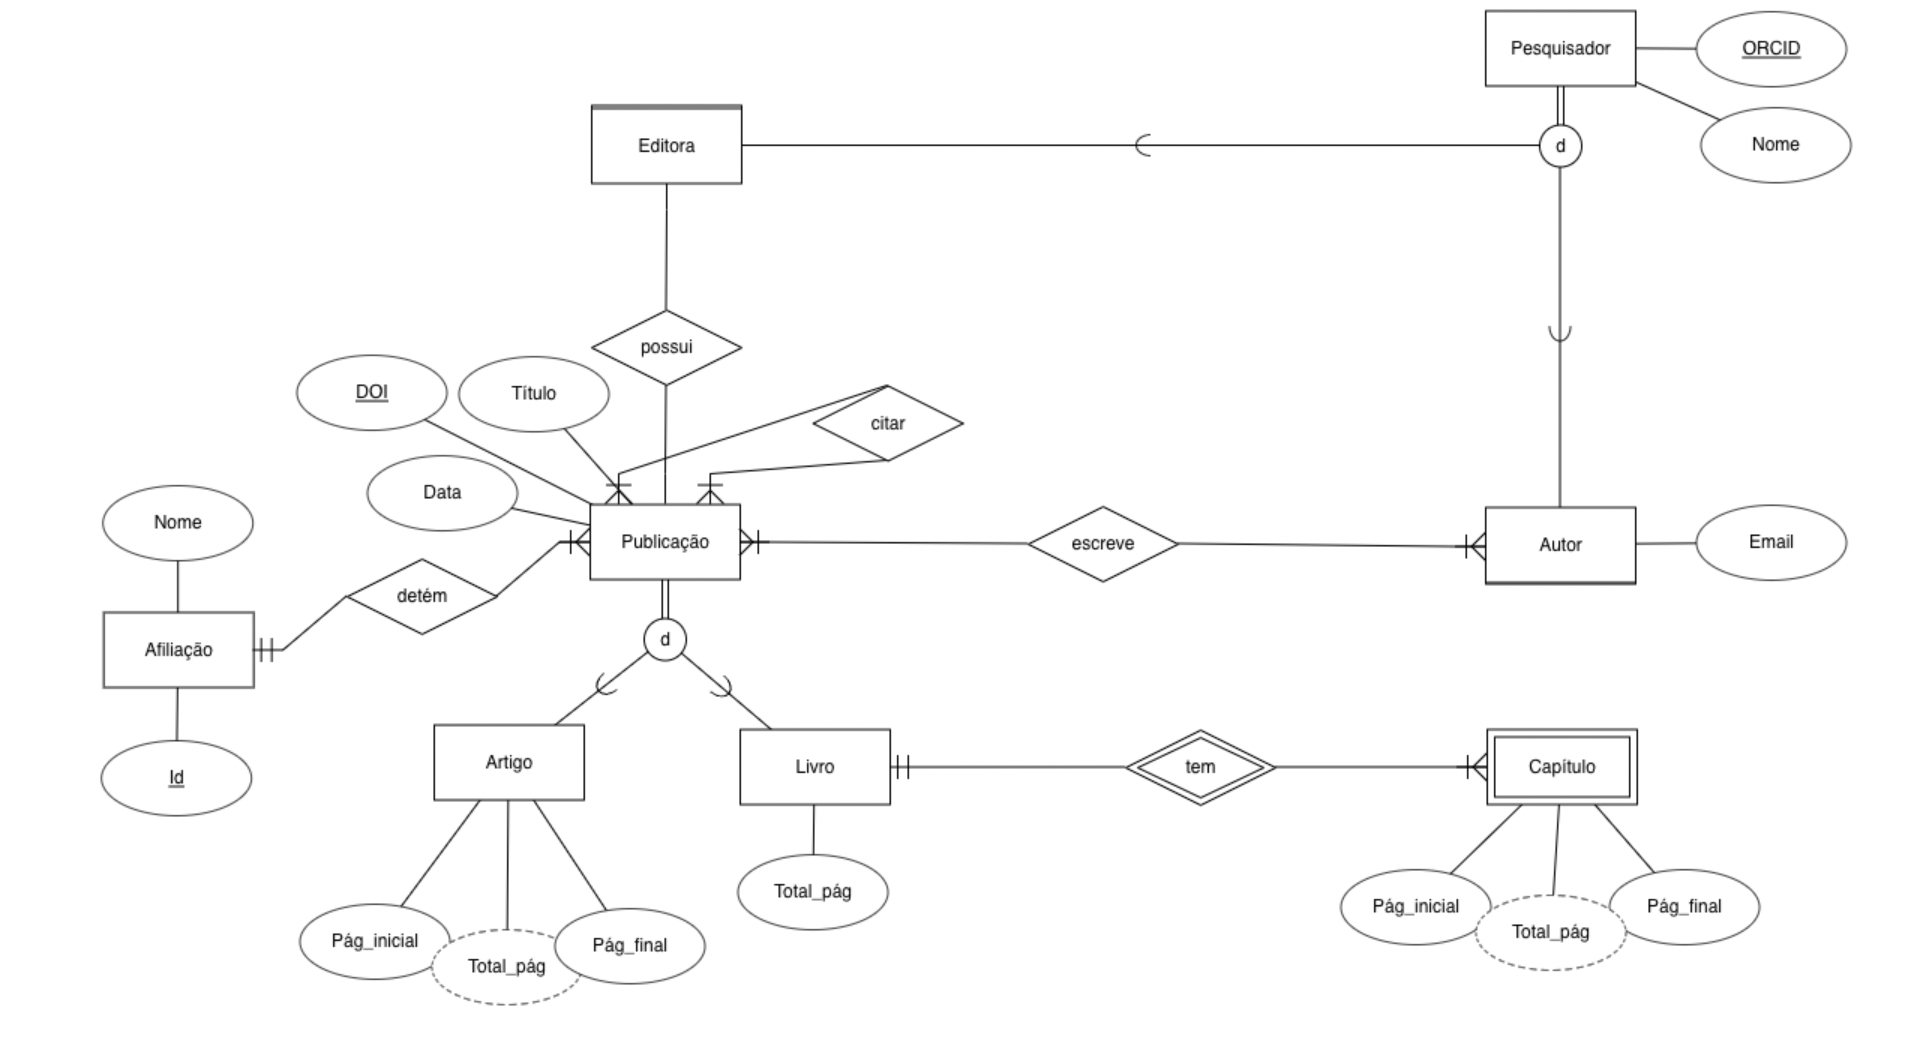 Pesquisador
ORCID
Nome
Editora
d
possui
DOI
Título
citar
Data
Nome
Publicação
escreve
Autor
Email
detém
Afiliação
d
Id
Artigo
Livro
tem
Capítulo
Total_pág
Pág_inicial
Total_pág
Pág_final
Pág_inicial
Total_pág
Pág_final